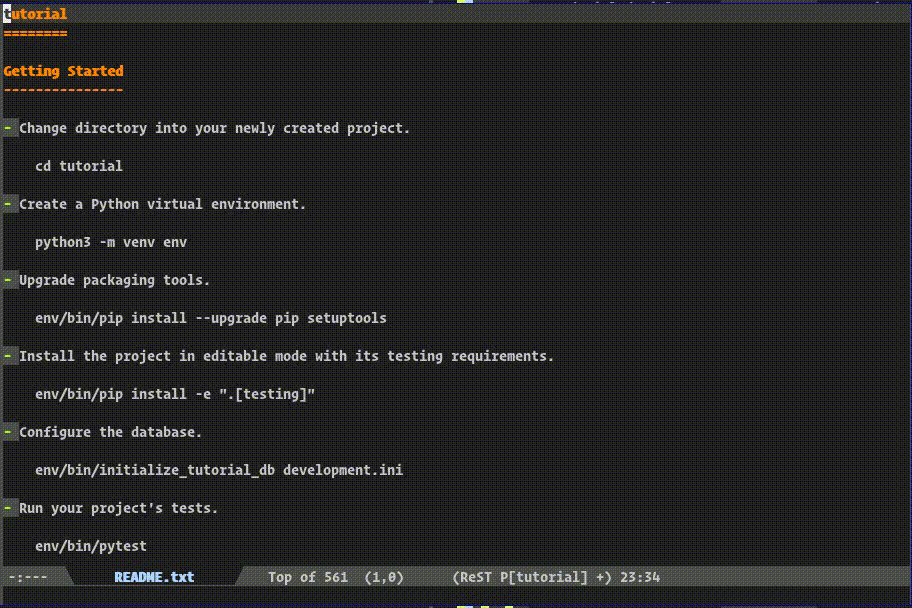 tutorial
========
Getting Started
---------------
- Change directory into your newly created project.
cd tutorial
- Create a Python virtual environment.
python3 -m venv env
- Upgrade packaging tools.
env/bin/pip install --upgrade pip setuptools
- Install the project in editable mode with its testing requirements.
env/bin/pip install -e ".[testing]"
- Configure the database.
env/bin/initialize_tutorial_db development.ini
- Run your project's tests.
env/bin/pytest
-:--- README.txt Top of 561 (1,0) (ReST P[tutorial] +) 23:34